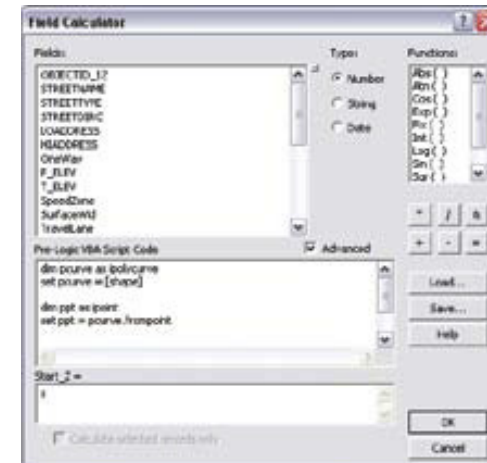 Field Calculator
Fields:
Type:
Functions:
OBJECTID_12
STREETNAME
STREETTYPE
STREETDIRC
LOADDRESS
HIADDRESS
OneWay
F_ELEV
T_ELEV
SpeedZone
SurfaceWid
TravelLane
Number
String
Date
Abs ( )
Atn ( )
Cos ( )
Exp ( )
Fix ( )
Int ( )
Log ( )
Sin ( )
Sqr ( )
* / &
+ - =
Pre-Logic VBA Script Code
Advanced
dim pcurve as ipolycurve
set pcurve = [shape]
dim ppt as ipoint
set ppt = pcurve.frompoint
Load...
Save...
Help
Start_Z =
Calculate selected records only
OK
Cancel